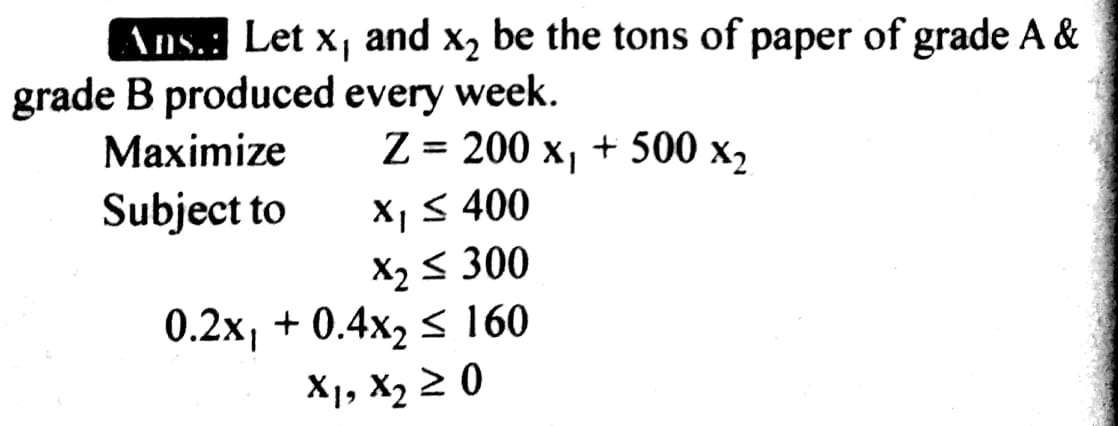 Ans.: Let x₁ and x₂ be the tons of paper of grade A &
grade B produced every week.
Maximize Z = 200 x₁ + 500 x₂
Subject to x₁ ≤ 400
x₂ ≤ 300
0.2x₁ + 0.4x₂ ≤ 160
x₁, x₂ ≥ 0